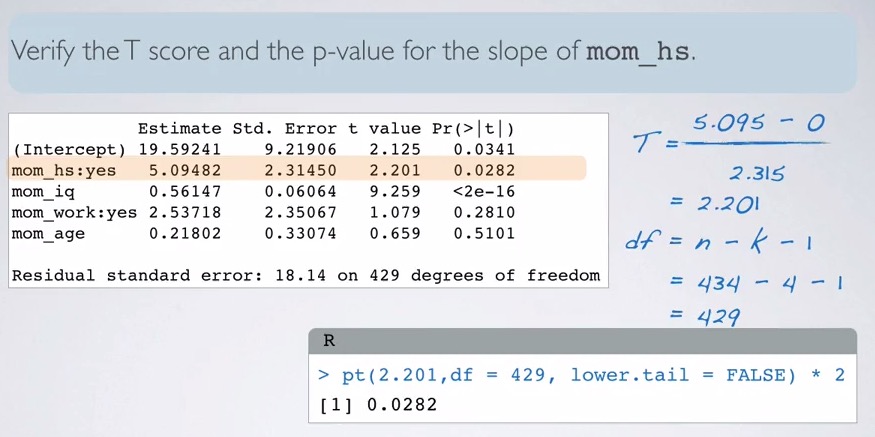 Verify the T score and the p-value for the slope of mom_hs.
Estimate Std. Error t value Pr(>|t|)
(Intercept) 19.59241 9.21906 2.125 0.0341
mom_hs:yes 5.09482 2.31450 2.201 0.0282
mom_iq 0.56147 0.06064 9.259 <2e-16
mom_work:yes 2.53718 2.35067 1.079 0.2810
mom_age 0.21802 0.33074 0.659 0.5101
Residual standard error: 18.14 on 429 degrees of freedom
T = 5.095 - 0
2.315
= 2.201
df = n - k - 1
= 434 - 4 - 1
= 429
R
> pt(2.201,df = 429, lower.tail = FALSE) * 2
[1] 0.0282